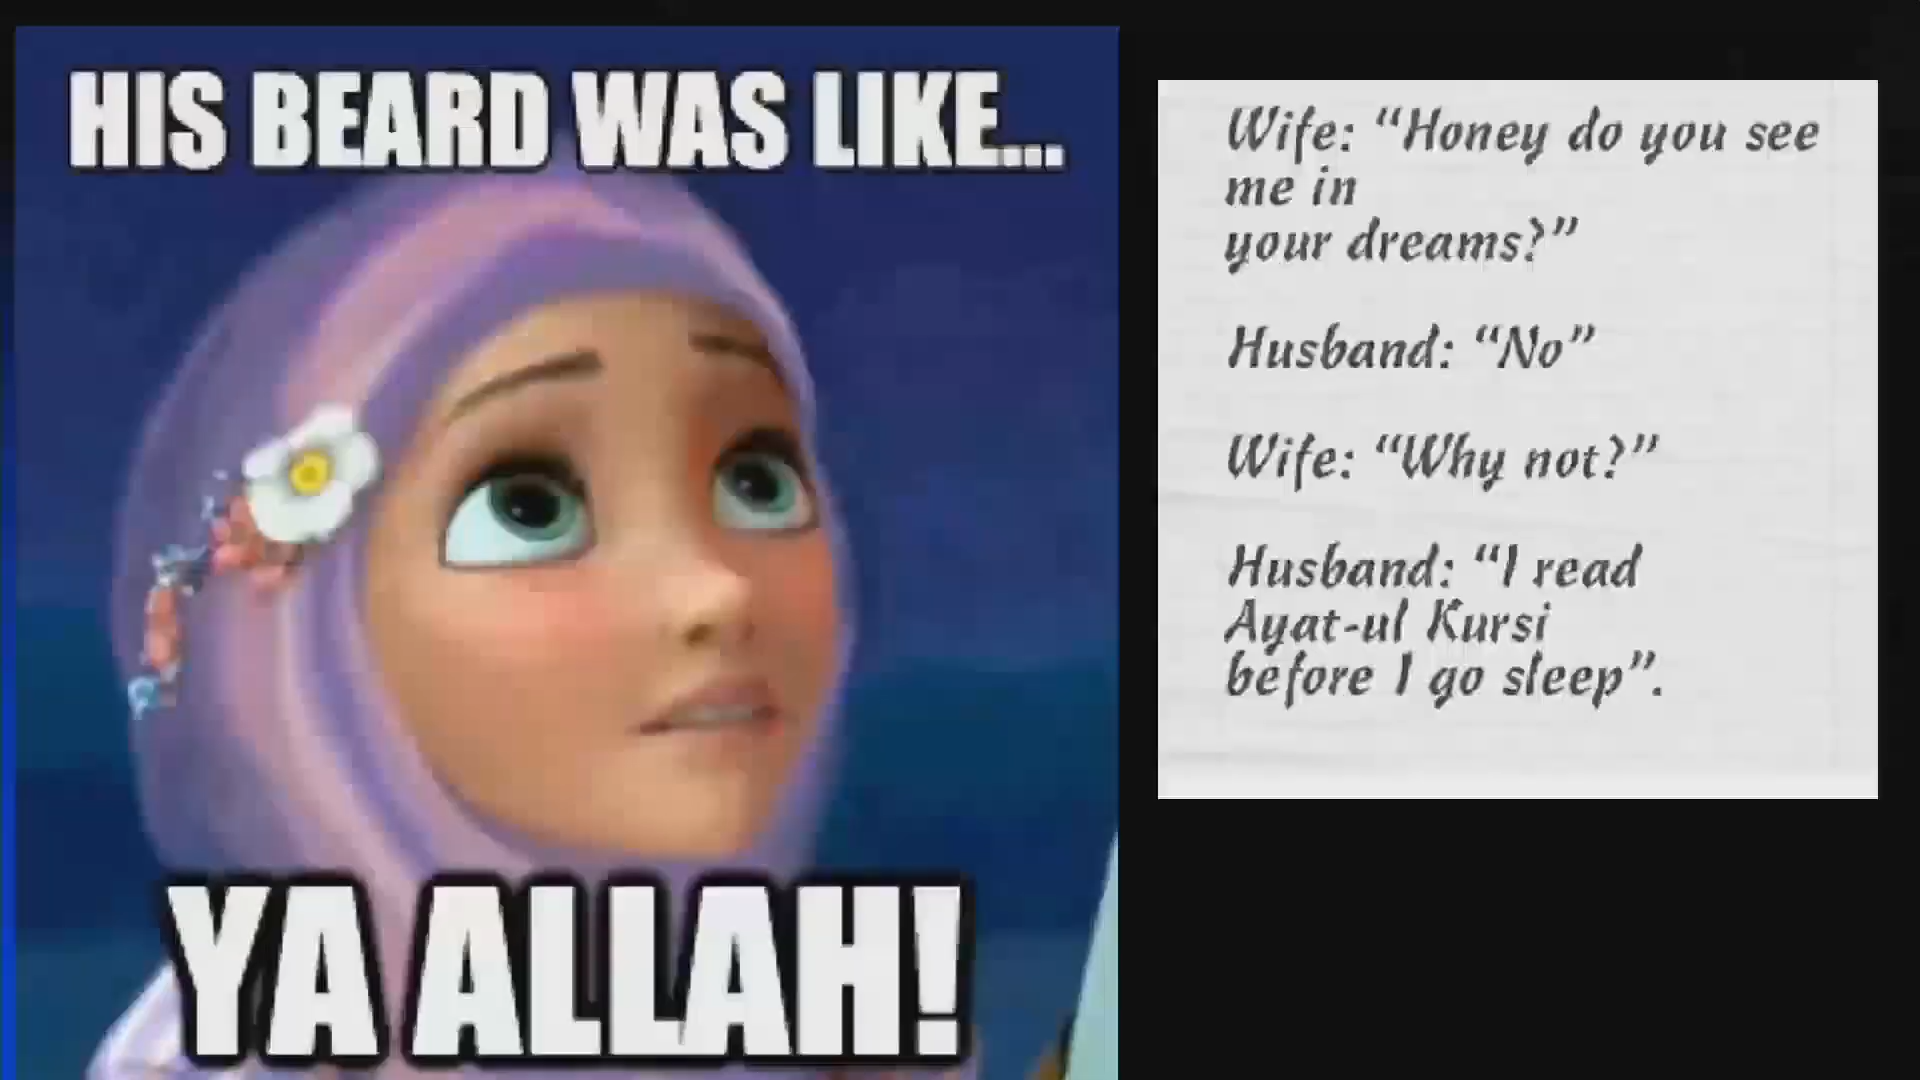 HIS BEARD WAS LIKE...
YA ALLAH!
Wife: “Honey do you see
me in
your dreams?”
Husband: “No”
Wife: “Why not?”
Husband: “I read
Ayat-ul Kursi
before I go sleep”.